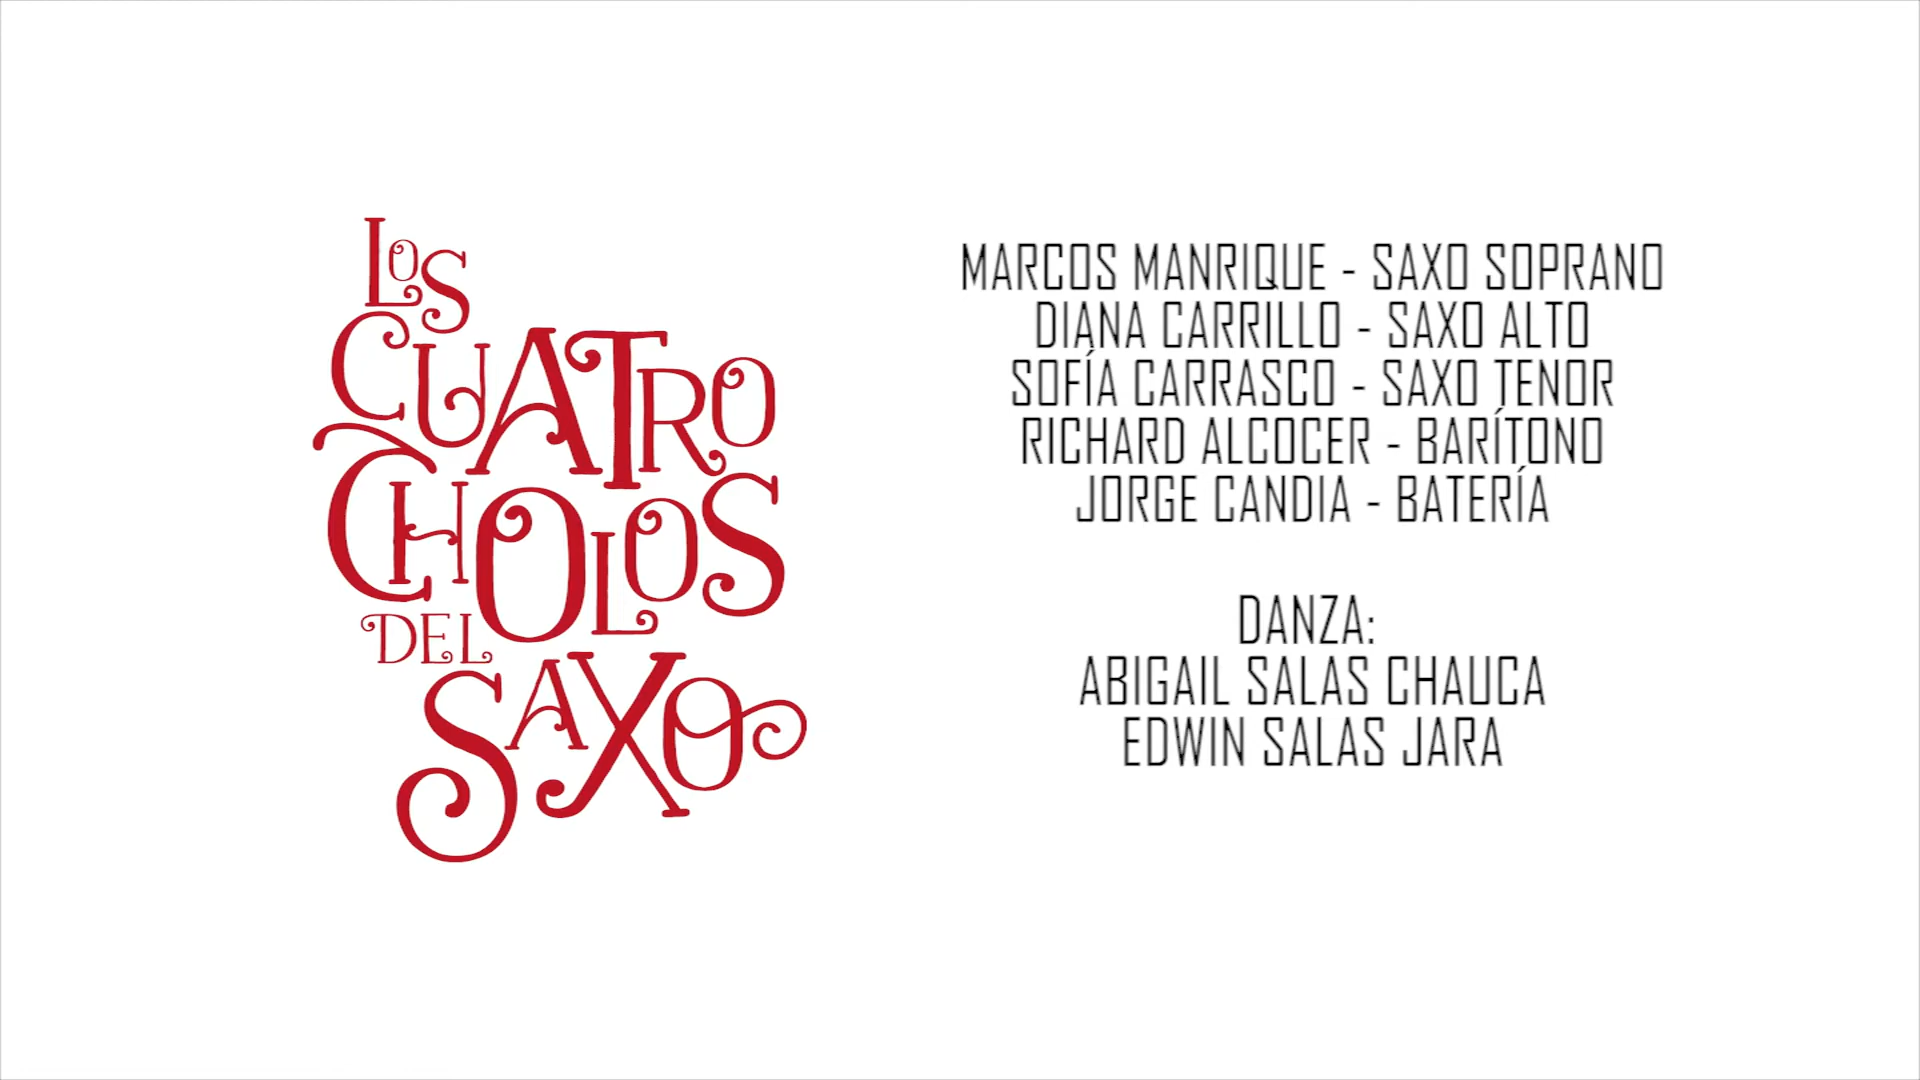 LOS
CUATRO
CHOLOS
DEL
SAXO
MARCOS MANRIQUE - SAXO SOPRANO
DIANA CARRILLO - SAXO ALTO
SOFÍA CARRASCO - SAXO TENOR
RICHARD ALCOCER - BARÍTONO
JORGE CANDIA - BATERÍA
DANZA:
ABIGAIL SALAS CHAUCA
EDWIN SALAS JARA